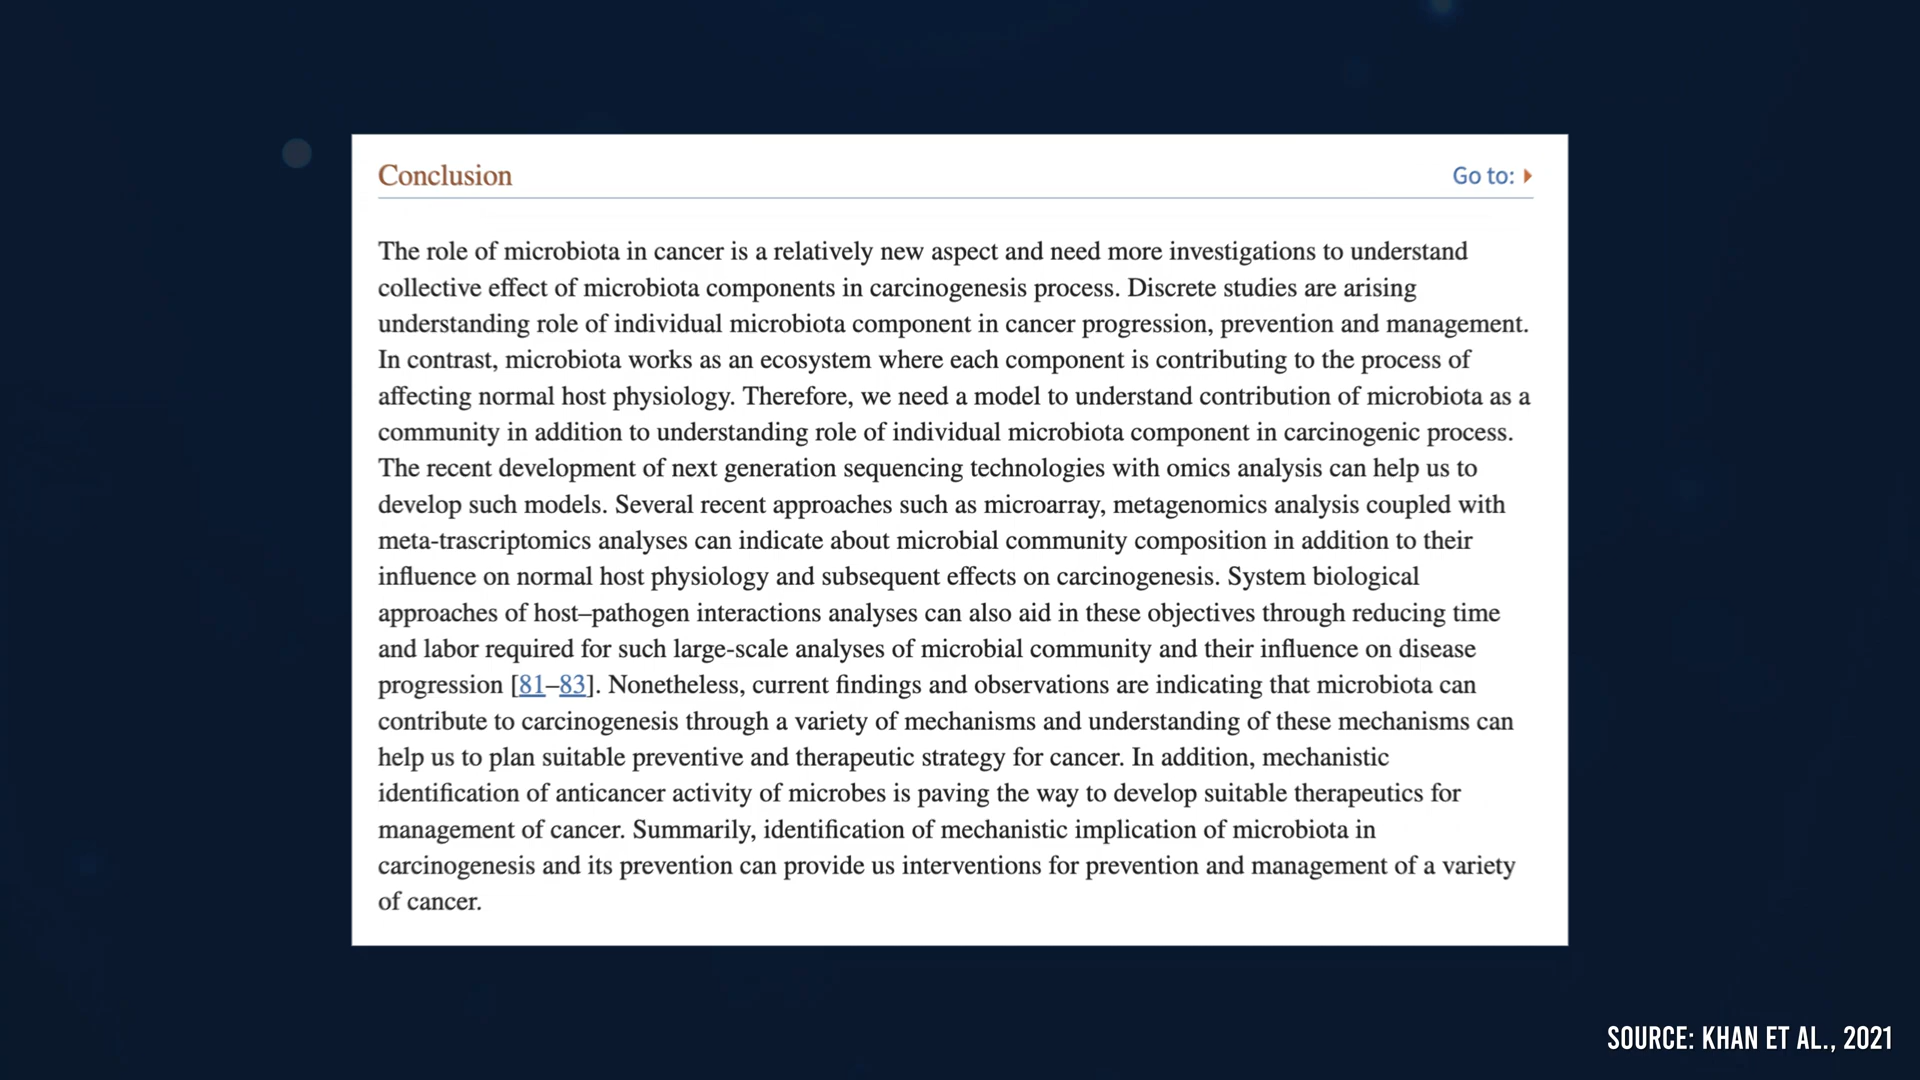 Conclusion
Go to:
The role of microbiota in cancer is a relatively new aspect and need more investigations to understand
collective effect of microbiota components in carcinogenesis process. Discrete studies are arising
understanding role of individual microbiota component in cancer progression, prevention and management.
In contrast, microbiota works as an ecosystem where each component is contributing to the process of
affecting normal host physiology. Therefore, we need a model to understand contribution of microbiota as a
community in addition to understanding role of individual microbiota component in carcinogenic process.
The recent development of next generation sequencing technologies with omics analysis can help us to
develop such models. Several recent approaches such as microarray, metagenomics analysis coupled with
meta-trascriptomics analyses can indicate about microbial community composition in addition to their
influence on normal host physiology and subsequent effects on carcinogenesis. System biological
approaches of host–pathogen interactions analyses can also aid in these objectives through reducing time
and labor required for such large-scale analyses of microbial community and their influence on disease
progression [81–83]. Nonetheless, current findings and observations are indicating that microbiota can
contribute to carcinogenesis through a variety of mechanisms and understanding of these mechanisms can
help us to plan suitable preventive and therapeutic strategy for cancer. In addition, mechanistic
identification of anticancer activity of microbes is paving the way to develop suitable therapeutics for
management of cancer. Summarily, identification of mechanistic implication of microbiota in
carcinogenesis and its prevention can provide us interventions for prevention and management of a variety
of cancer.
SOURCE: KHAN ET AL., 2021